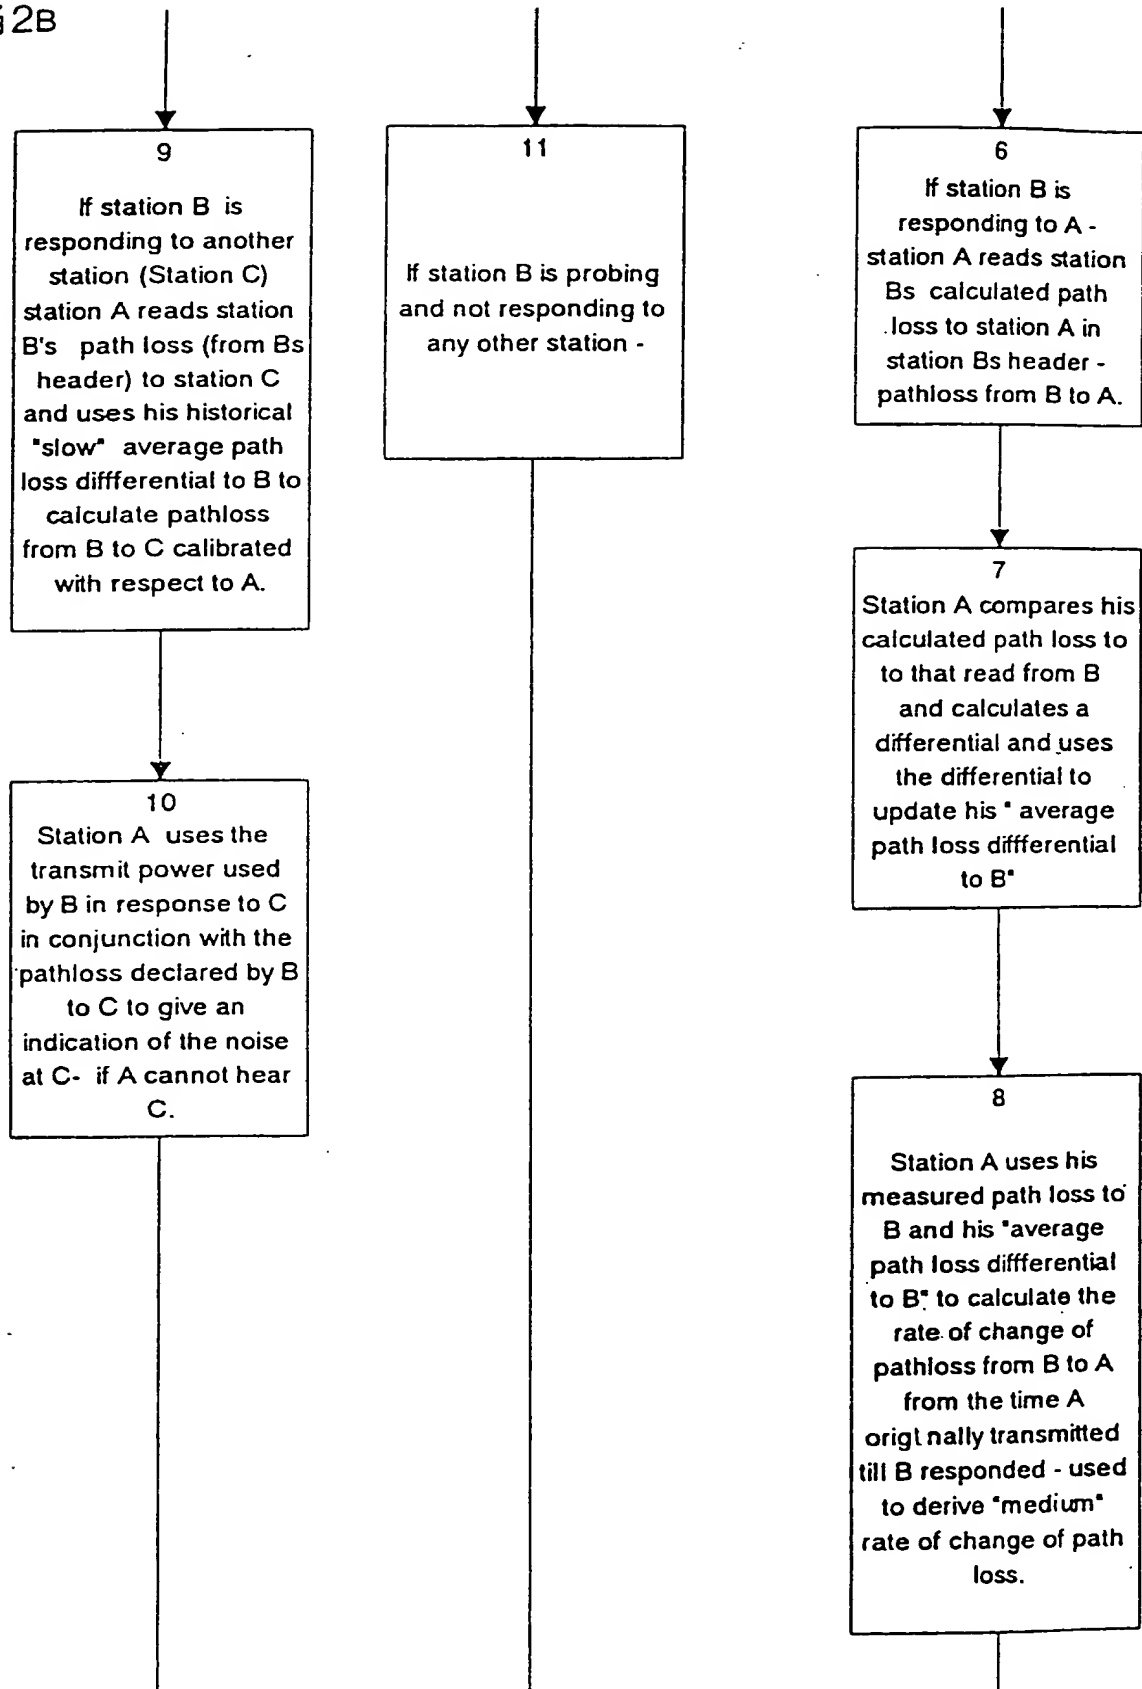 2B
9
If station B is
responding to another
station (Station C)
station A reads station
B's path loss (from Bs
header) to station C
and uses his historical
"slow" average path
loss diffferential to B to
calculate pathloss
from B to C calibrated
with respect to A.
10
Station A uses the
transmit power used
by B in response to C
in conjunction with the
pathloss declared by B
to C to give an
indication of the noise
at C- if A cannot hear
C.
11
If station B is probing
and not responding to
any other station -
6
If station B is
responding to A -
station A reads station
Bs calculated path
loss to station A in
station Bs header -
pathloss from B to A.
7
Station A compares his
calculated path loss to
to that read from B
and calculates a
differential and uses
the differential to
update his " average
path loss diffferential
to B"
8
Station A uses his
measured path loss to
B and his "average
path loss diffferential
to B" to calculate the
rate of change of
pathloss from B to A
from the time A
origt nally transmitted
till B responded - used
to derive "medium"
rate of change of path
loss.